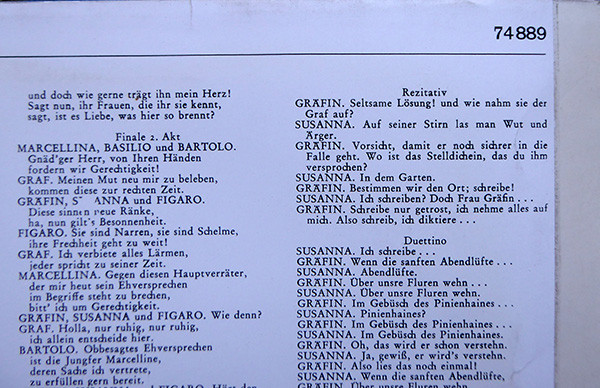 74889
und doch wie gerne trägt ihn mein Herz!
Sagt nun, ihr Frauen, die ihr sie kennt,
sagt, ist es Liebe, was hier so brennt?
Finale 2. Akt
MARCELLINA, BASILIO und BARTOLO.
Gnäd'ger Herr, von Ihren Händen
fordern wir Gerechtigkeit!
GRAF. Meinen Mut neu mir zu beleben,
kommen diese zur rechten Zeit.
GRÄFIN, S ANNA und FIGARO.
Diese sinnen neue Ränke,
ha, nun gilt's Besonnenheit.
FIGARO. Sie sind Narren, sie sind Schelme,
ihre Frechheit geht zu weit!
GRAF. Ich verbiete alles Lärmen,
jeder spricht zu seiner Zeit.
MARCELLINA. Gegen diesen Hauptverräter,
der mir heut sein Ehversprechen
im Begriffe steht zu brechen,
bitt' ich um Gerechtigkeit.
GRÄFIN, SUSANNA und FIGARO. Wie denn?
GRAF. Holla, nur ruhig, nur ruhig,
ich allein entscheide hier.
BARTOLO. Obbesagtes Ehversprechen
ist die Jungfer Marcelline,
deren Sache ich vertrete,
zu erfüllen gern bereit.
Rezitativ
GRÄFIN. Seltsame Lösung! und wie nahm sie der
Graf auf?
SUSANNA. Auf seiner Stirn las man Wut und
Ärger.
GRÄFIN. Vorsicht, damit er noch sichrer in die
Falle geht. Wo ist das Stelldichein, das du ihm
versprochen?
SUSANNA. In dem Garten.
GRÄFIN. Bestimmen wir den Ort; schreibe!
SUSANNA. Ich schreiben? Doch Frau Gräfin . . .
GRÄFIN. Schreibe nur getrost, ich nehme alles auf
mich. Also schreib, ich diktiere . . .
Duettino
SUSANNA. Ich schreibe . . .
GRÄFIN. Wenn die sanften Abendlüfte . . .
SUSANNA. Abendlüfte.
GRÄFIN. Über unsre Fluren wehn . . .
SUSANNA. Über unsre Fluren wehn.
GRÄFIN. Im Gebüsch des Pinienhaines . . .
SUSANNA. Pinienhaines?
GRÄFIN. Im Gebüsch des Pinienhaines . . .
SUSANNA. Im Gebüsch des Pinienhaines.
GRÄFIN. Oh, das wird er schon verstehn.
SUSANNA. Ja, gewiß, er wird's verstehn.
GRÄFIN. Also lies das noch einmal!
SUSANNA. Wenn die sanften Abendlüfte . . .
GRÄFIN. Über unsre Fluren wehn